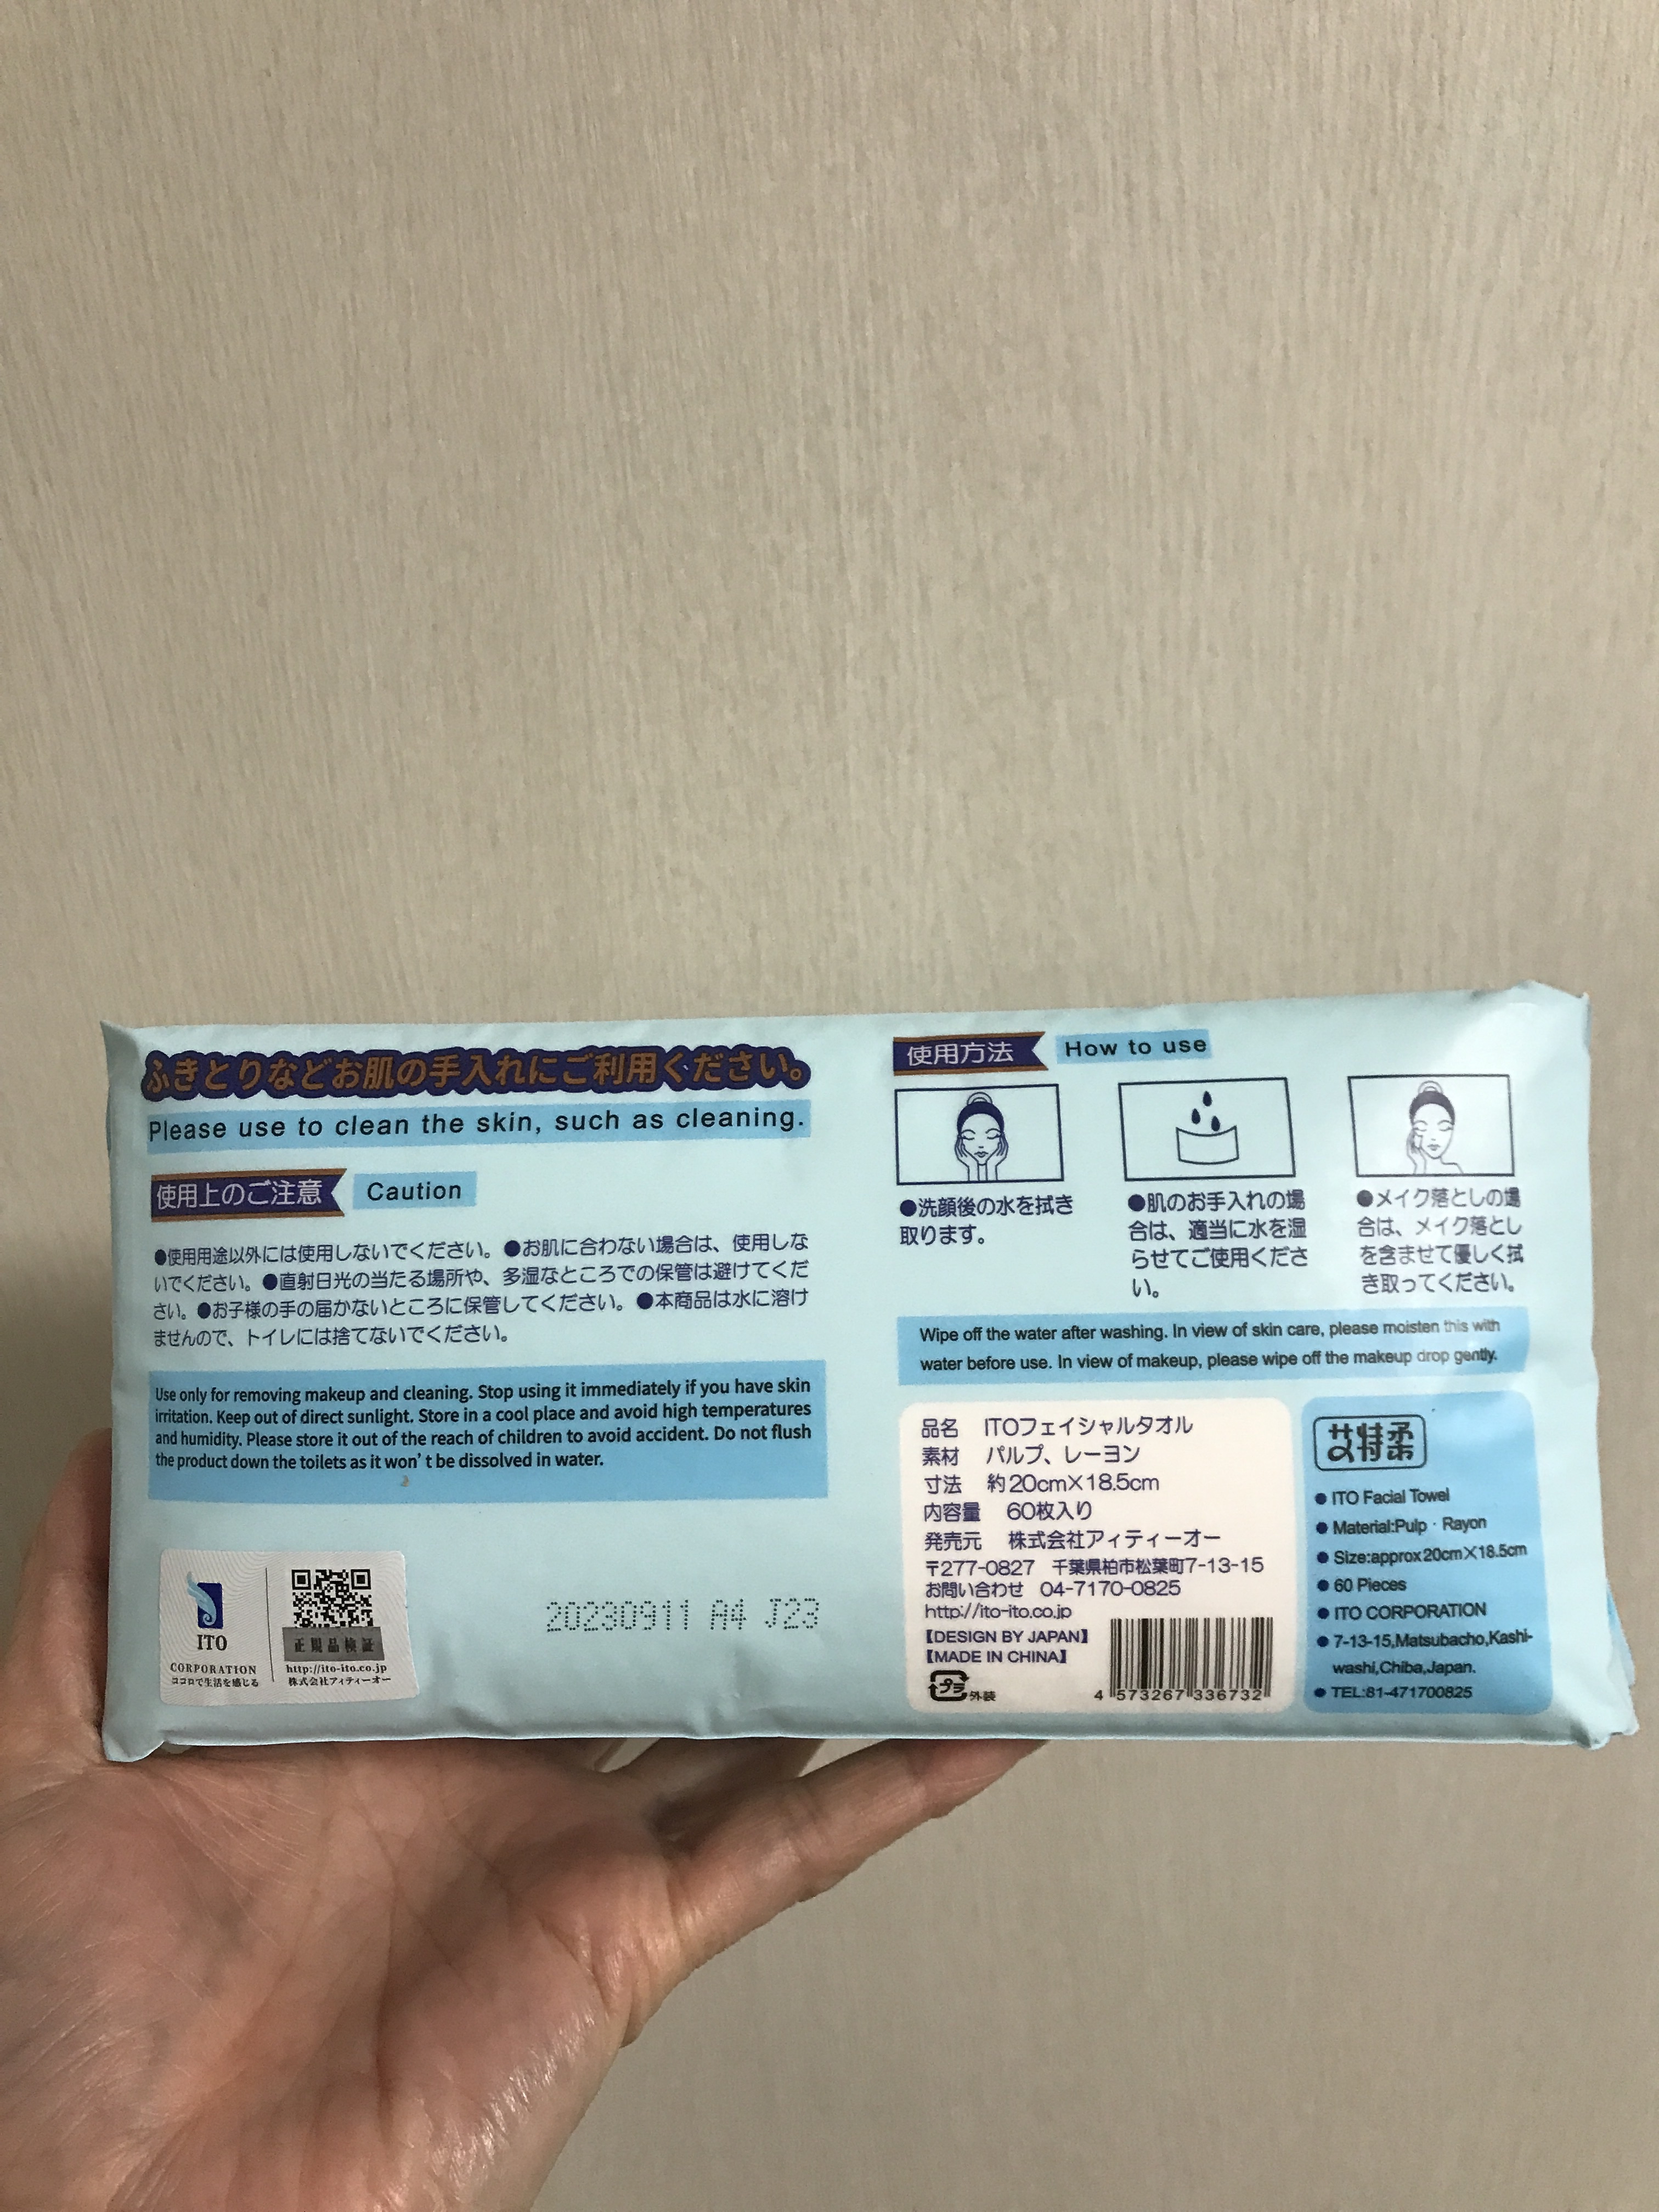 ふきとりなどお肌の手入れにご利用ください。
Please use to clean the skin, such as cleaning.
使用上のご注意
Caution
●使用用途以外には使用しないでください。●お肌に合わない場合は、使用しな
いでください。●直射日光の当たる場所や、多湿なところでの保管は避けてくだ
さい。●お子様の手の届かないところに保管してください。●本商品は水に溶け
ませんので、トイレには捨てないでください。
Use only for removing makeup and cleaning. Stop using it immediately if you have skin
irritation. Keep out of direct sunlight. Store in a cool place and avoid high temperatures
and humidity. Please store it out of the reach of children to avoid accident. Do not flush
the product down the toilets as it won't be dissolved in water.
ITO
CORPORATION
ココロで生活を感じる
正規品検証
http://ito-ito.co.jp
株式会社アィティーオー
20230911 A4 J23
使用方法
How to use
●洗顔後の水を拭き
取ります。
●肌のお手入れの場
合は、適当に水を湿
らせてご使用くださ
い。
●メイク落としの場
合は、メイク落とし
を含ませて優しく拭
き取ってください。
Wipe off the water after washing. In view of skin care, please moisten this with
water before use. In view of makeup, please wipe off the makeup drop gently.
品名 ITOフェイシャルタオル
素材 パルプ、レーヨン
寸法 約20cm×18.5cm
内容量 60枚入り
発売元 株式会社アィティーオー
〒277-0827 千葉県柏市松葉町7-13-15
お問い合わせ 04-7170-0825
http://ito-ito.co.jp
【DESIGN BY JAPAN】
【MADE IN CHINA】
プラ 外装
4 573267 336732
艾特柔
● ITO Facial Towel
● Material:Pulp · Rayon
● Size:approx20cm×18.5cm
● 60 Pieces
● ITO CORPORATION
● 7-13-15,Matsubacho,Kashi-
washi,Chiba,Japan.
● TEL:81-471700825